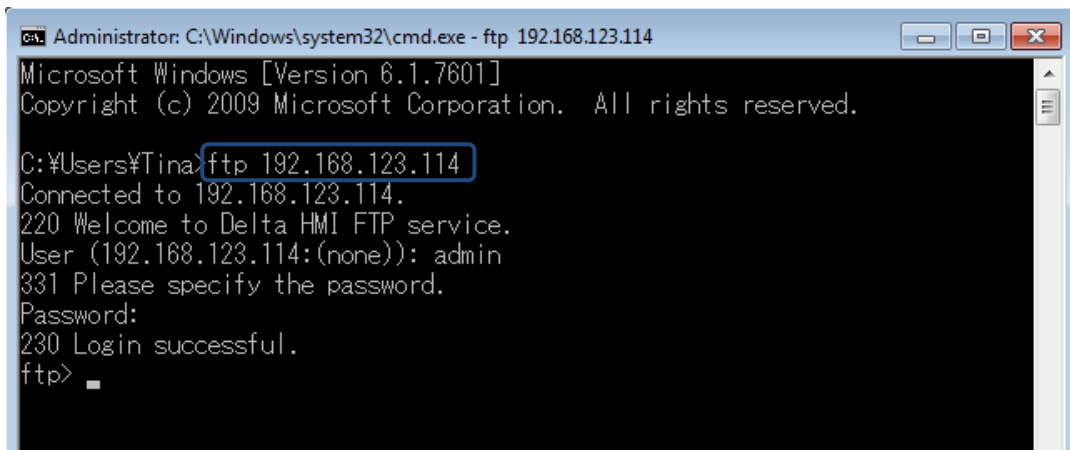 Administrator: C:\Windows\system32\cmd.exe - ftp 192.168.123.114
Microsoft Windows [Version 6.1.7601]
Copyright (c) 2009 Microsoft Corporation.  All rights reserved.
C:¥Users¥Tina>ftp 192.168.123.114
Connected to 192.168.123.114.
220 Welcome to Delta HMI FTP service.
User (192.168.123.114:(none)): admin
331 Please specify the password.
Password:
230 Login successful.
ftp>